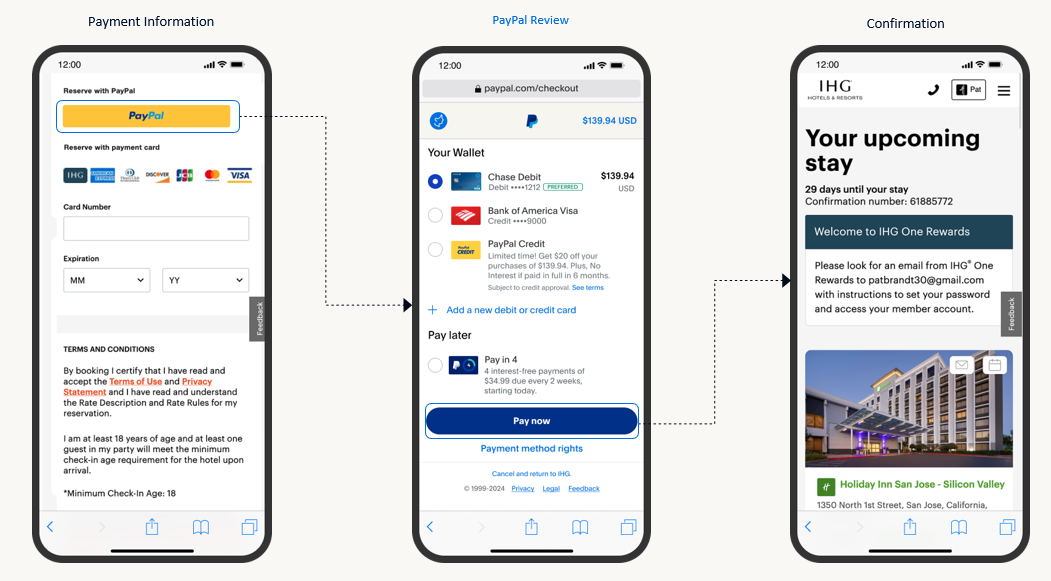 Payment Information
PayPal Review
Confirmation
12:00
Reserve with PayPal
PayPal
Reserve with payment card
IHG
AMERICAN EXPRESS
Diners Club
DISCOVER
JCB
VISA
Card Number
Expiration
MM
YY
Feedback
TERMS AND CONDITIONS
By booking I certify that I have read and
accept the Terms of Use and Privacy
Statement and I have read and understand
the Rate Description and Rate Rules for my
reservation.
I am at least 18 years of age and at least one
guest in my party will meet the minimum
check-in age requirement for the hotel upon
arrival.
*Minimum Check-In Age: 18
12:00
paypal.com/checkout
$139.94 USD
Your Wallet
Chase Debit
$139.94
Debit ••••1212 PREFERRED
USD
Bank of America Visa
Credit ••••9000
PayPal Credit
PayPal
CREDIT
Limited time! Get $20 off your
purchases of $139.94. Plus, No
Interest if paid in full in 6 months.
Subject to credit approval. See terms
+ Add a new debit or credit card
Pay later
Pay in 4
4 interest-free payments of
$34.99 due every 2 weeks,
starting today.
Pay now
Payment method rights
Cancel and return to IHG.
© 1999-2024 Privacy Legal Feedback
12:00
IHG
HOTELS & RESORTS
Pat
Your upcoming
stay
29 days until your stay
Confirmation number: 61885772
Welcome to IHG One Rewards
Please look for an email from IHG® One
Rewards to patbrandt30@gmail.com
with instructions to set your password
and access your member account.
Feedback
Holiday Inn San Jose - Silicon Valley
1350 North 1st Street, San Jose, California,